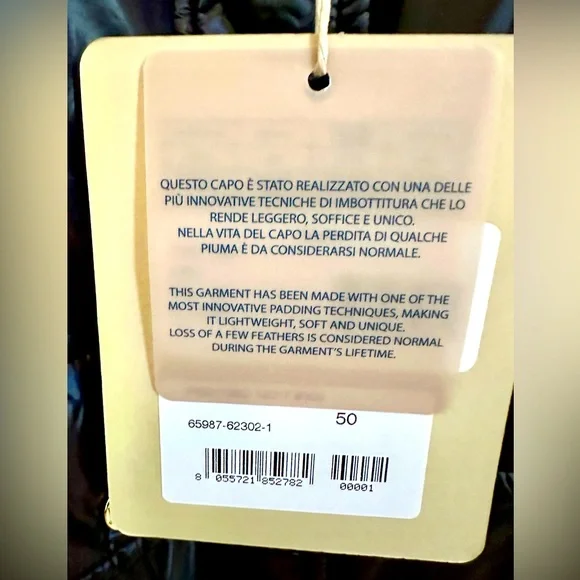 QUESTO CAPO È STATO REALIZZATO CON UNA DELLE
PIÙ INNOVATIVE TECNICHE DI IMBOTTITURA CHE LO
RENDE LEGGERO, SOFFICE E UNICO.
NELLA VITA DEL CAPO LA PERDITA DI QUALCHE
PIUMA È DA CONSIDERARSI NORMALE.
THIS GARMENT HAS BEEN MADE WITH ONE OF THE
MOST INNOVATIVE PADDING TECHNIQUES, MAKING
IT LIGHTWEIGHT, SOFT AND UNIQUE.
LOSS OF A FEW FEATHERS IS CONSIDERED NORMAL
DURING THE GARMENT'S LIFETIME.
65987-62302-1 50
8 055721 852782 00001